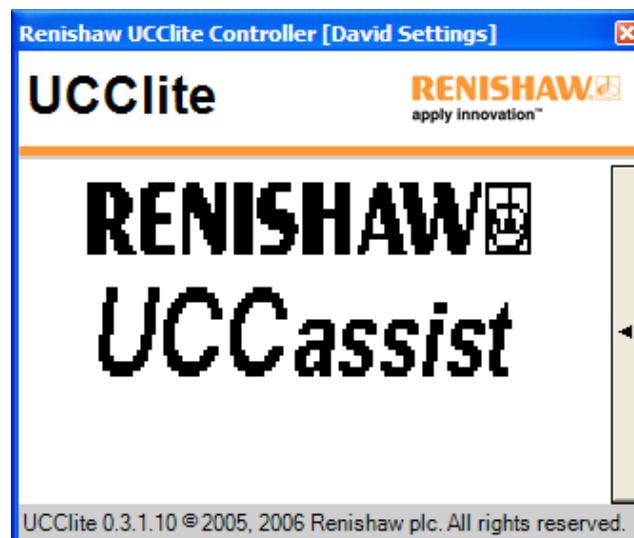 Renishaw UCClite Controller [David Settings]
UCClite
RENISHAW.
apply innovation™
RENISHAW
UCCassist
UCClite 0.3.1.10 © 2005, 2006 Renishaw plc. All rights reserved.